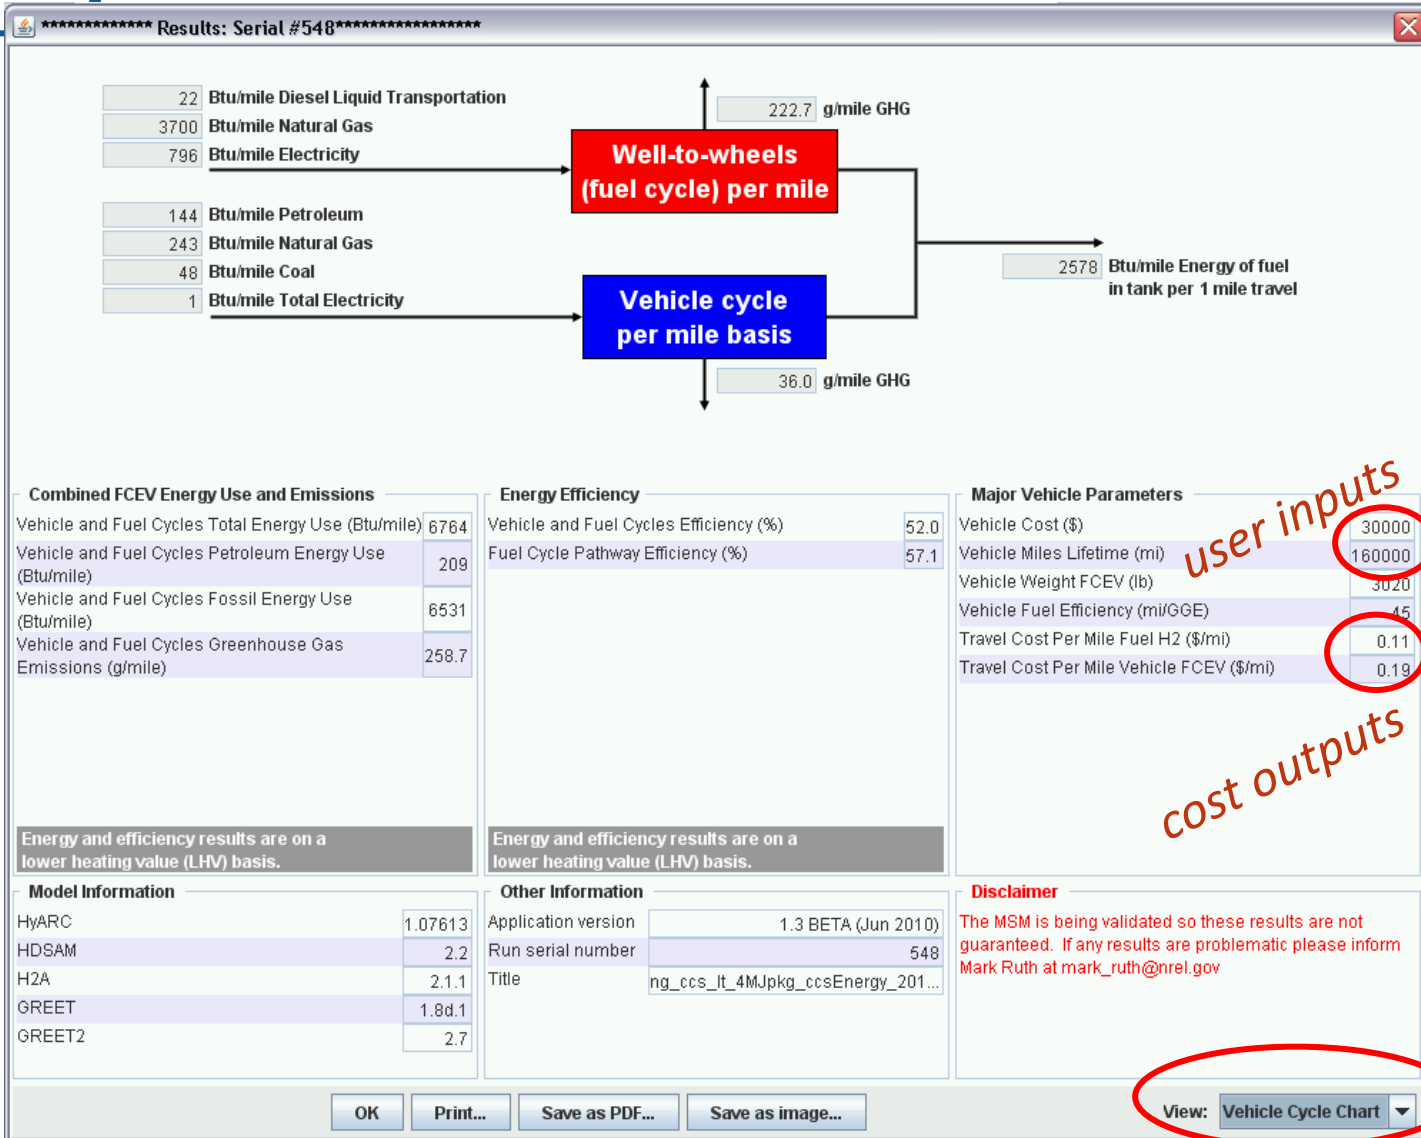 ************* Results: Serial #548*****************
22 Btu/mile Diesel Liquid Transportation
3700 Btu/mile Natural Gas
796 Btu/mile Electricity
222.7 g/mile GHG
Well-to-wheels
(fuel cycle) per mile
144 Btu/mile Petroleum
243 Btu/mile Natural Gas
48 Btu/mile Coal
1 Btu/mile Total Electricity
Vehicle cycle
per mile basis
36.0 g/mile GHG
2578 Btu/mile Energy of fuel
in tank per 1 mile travel
Combined FCEV Energy Use and Emissions
Vehicle and Fuel Cycles Total Energy Use (Btu/mile) 6764
Vehicle and Fuel Cycles Petroleum Energy Use
(Btu/mile) 209
Vehicle and Fuel Cycles Fossil Energy Use
(Btu/mile) 6531
Vehicle and Fuel Cycles Greenhouse Gas
Emissions (g/mile) 258.7
Energy and efficiency results are on a
lower heating value (LHV) basis.
Energy Efficiency
Vehicle and Fuel Cycles Efficiency (%) 52.0
Fuel Cycle Pathway Efficiency (%) 57.1
Energy and efficiency results are on a
lower heating value (LHV) basis.
Major Vehicle Parameters
Vehicle Cost ($) 30000
Vehicle Miles Lifetime (mi) 160000
Vehicle Weight FCEV (lb) 3020
Vehicle Fuel Efficiency (mi/GGE) 45
Travel Cost Per Mile Fuel H2 ($/mi) 0.11
Travel Cost Per Mile Vehicle FCEV ($/mi) 0.19
user inputs
cost outputs
Model Information
HyARC 1.07613
HDSAM 2.2
H2A 2.1.1
GREET 1.8d.1
GREET2 2.7
Other Information
Application version 1.3 BETA (Jun 2010)
Run serial number 548
Title ng_ccs_lt_4MJpkg_ccsEnergy_201...
Disclaimer
The MSM is being validated so these results are not
guaranteed. If any results are problematic please inform
Mark Ruth at mark_ruth@nrel.gov
OK
Print...
Save as PDF...
Save as image...
View: Vehicle Cycle Chart